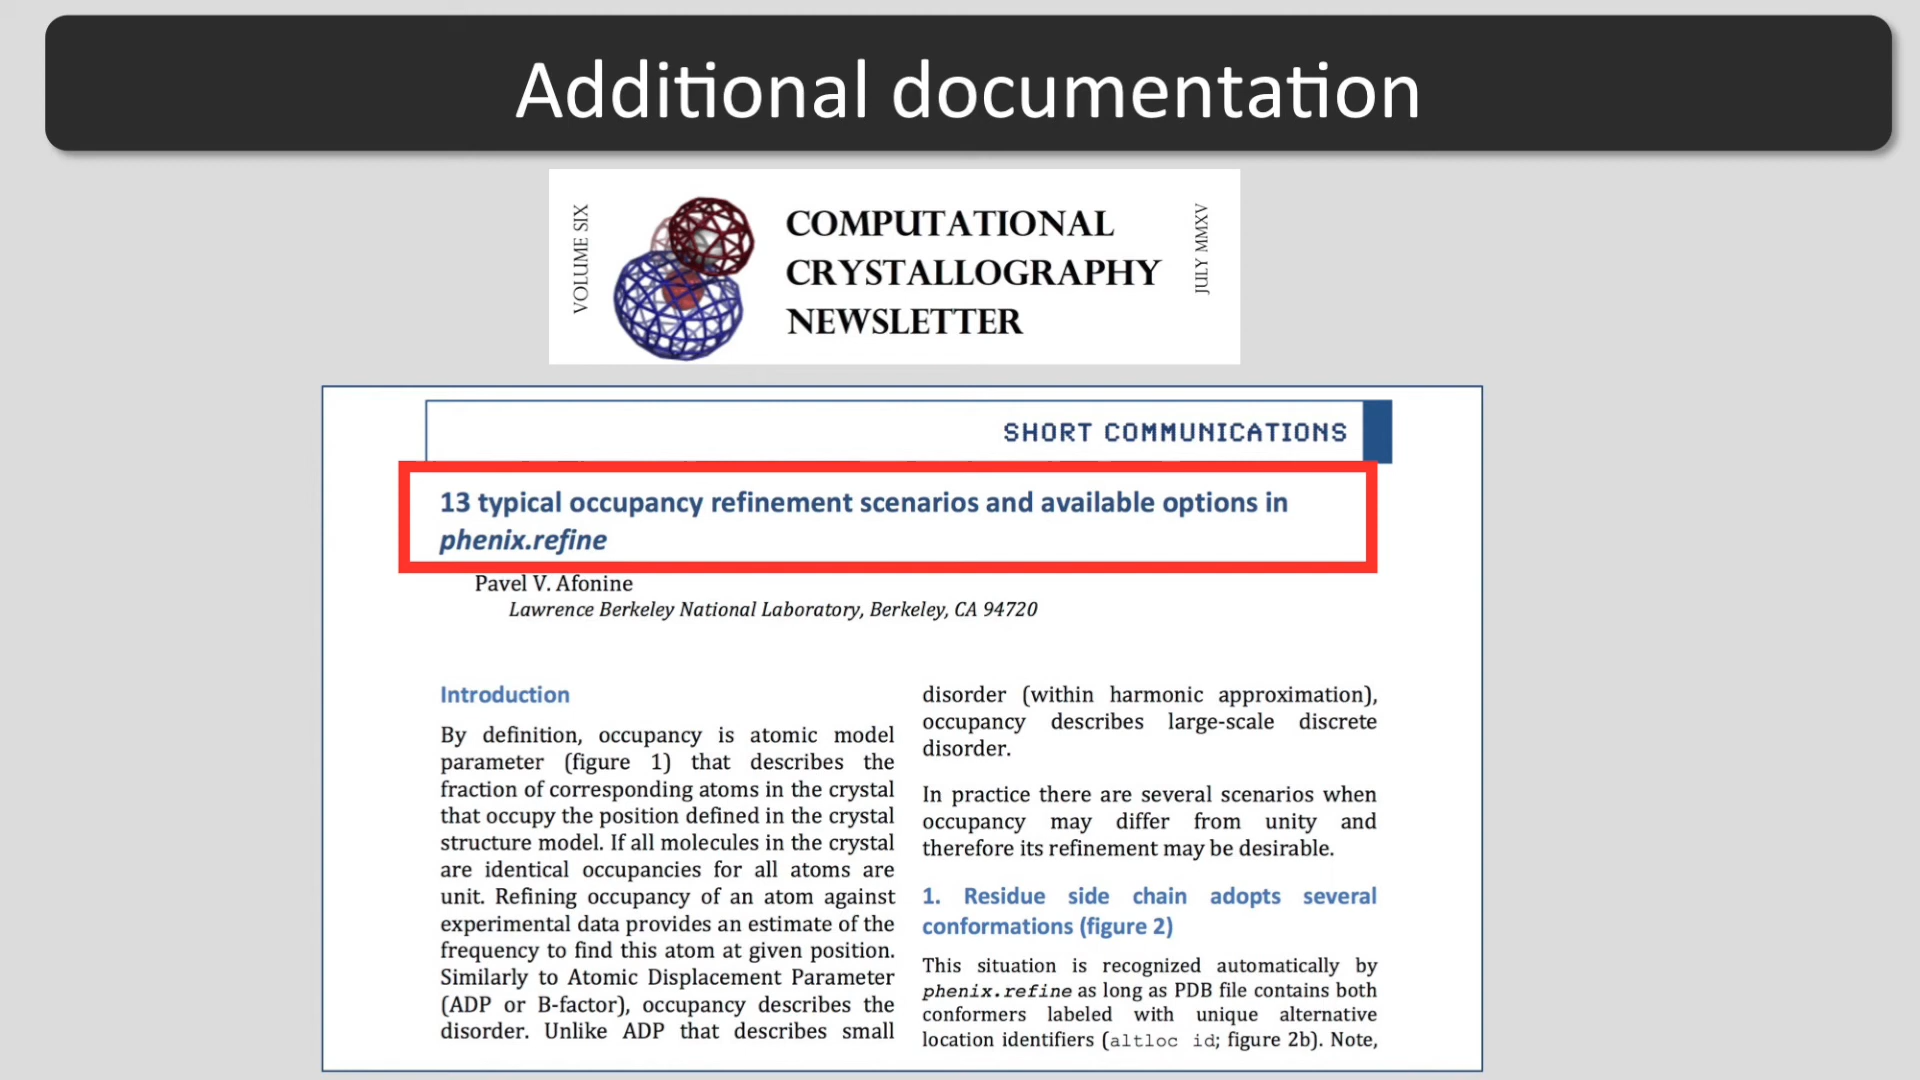 Additional documentation
VOLUME SIX
COMPUTATIONAL
CRYSTALLOGRAPHY
NEWSLETTER
JULY MMXV
SHORT COMMUNICATIONS
13 typical occupancy refinement scenarios and available options in
phenix.refine
Pavel V. Afonine
Lawrence Berkeley National Laboratory, Berkeley, CA 94720
Introduction
By definition, occupancy is atomic model
parameter (figure 1) that describes the
fraction of corresponding atoms in the crystal
that occupy the position defined in the crystal
structure model. If all molecules in the crystal
are identical occupancies for all atoms are
unit. Refining occupancy of an atom against
experimental data provides an estimate of the
frequency to find this atom at given position.
Similarly to Atomic Displacement Parameter
(ADP or B-factor), occupancy describes the
disorder. Unlike ADP that describes small
disorder (within harmonic approximation),
occupancy describes large-scale discrete
disorder.
In practice there are several scenarios when
occupancy may differ from unity and
therefore its refinement may be desirable.
1. Residue side chain adopts several
conformations (figure 2)
This situation is recognized automatically by
phenix.refine as long as PDB file contains both
conformers labeled with unique alternative
location identifiers (altloc id; figure 2b). Note,